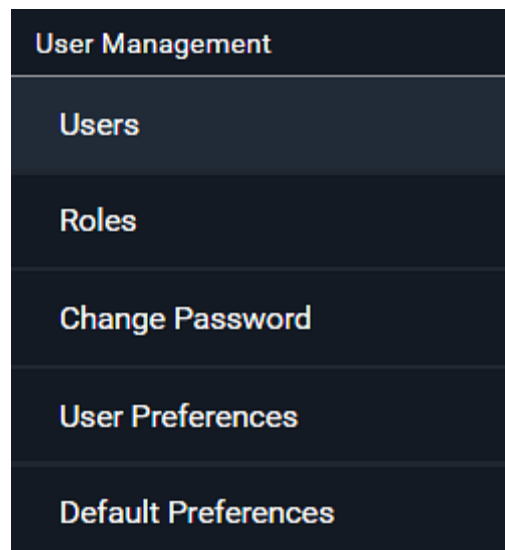 User Management
Users
Roles
Change Password
User Preferences
Default Preferences